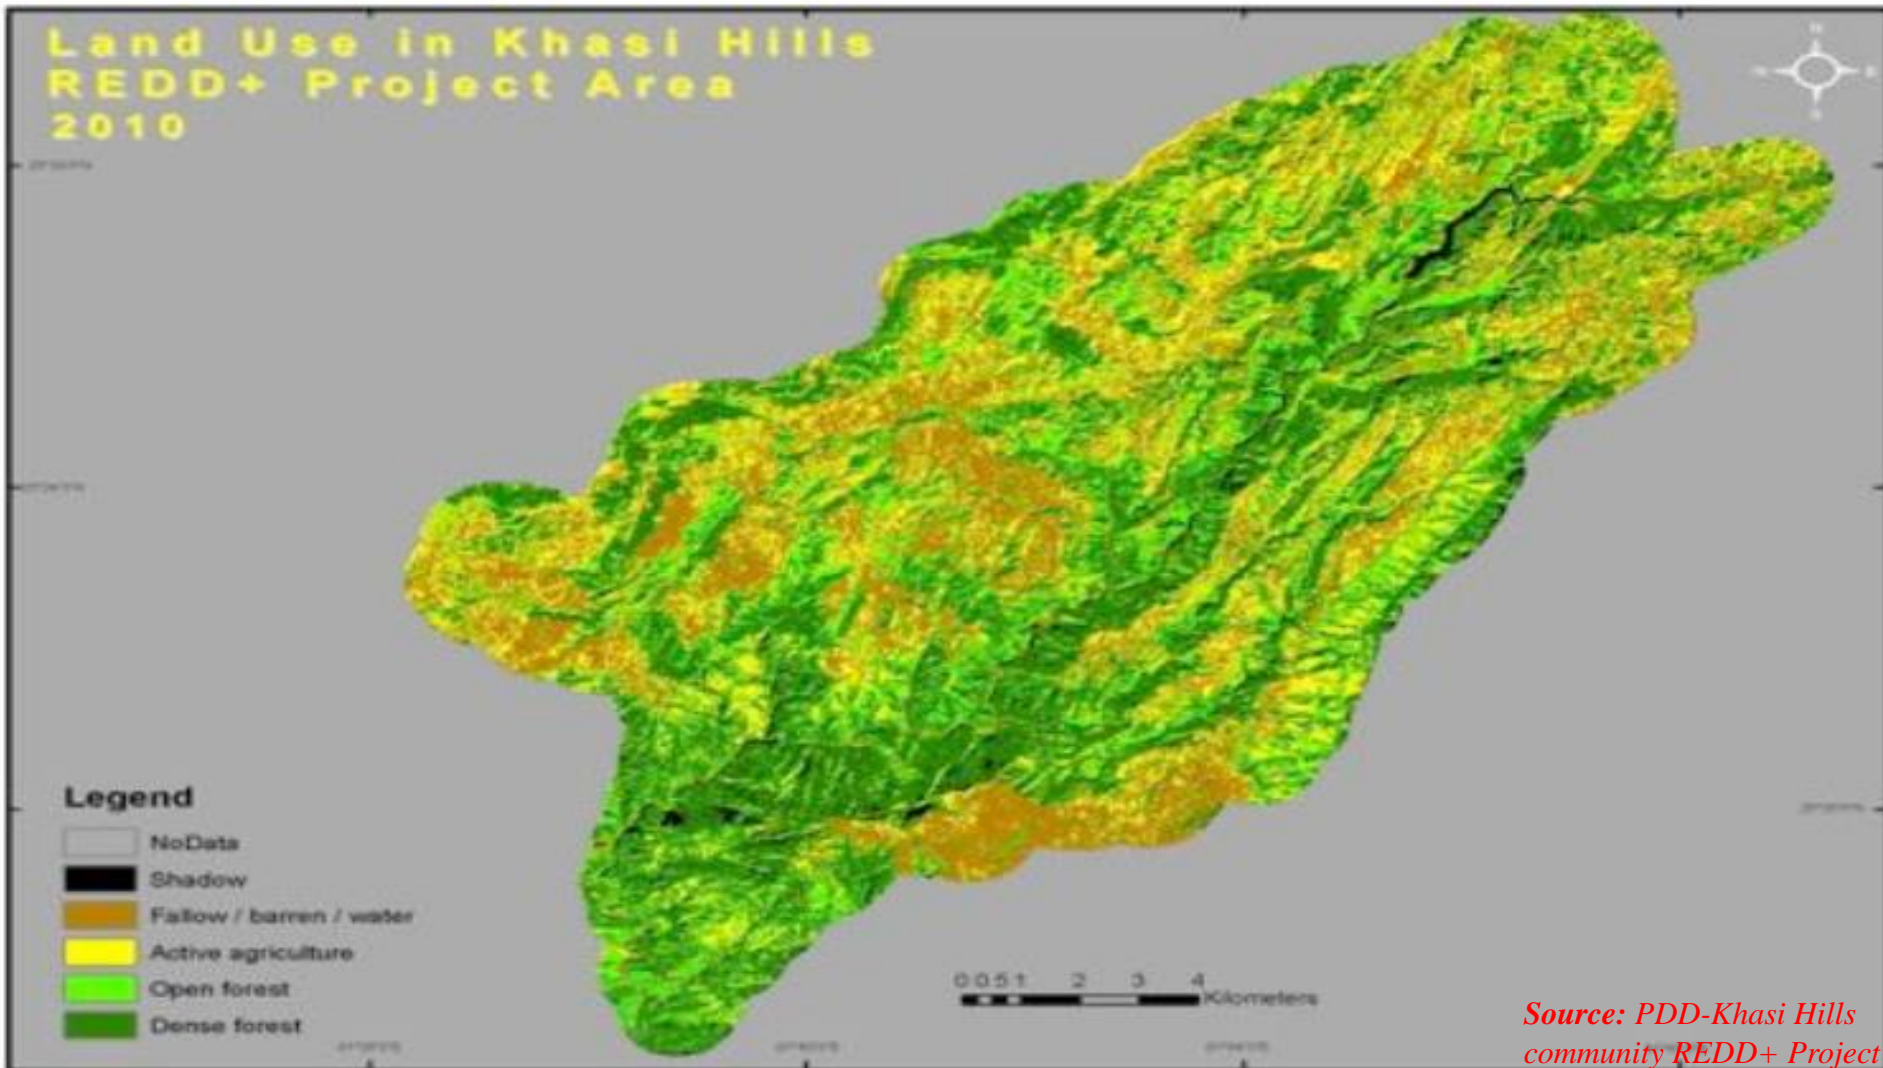 Land Use in Khasi Hills
REDD+ Project Area
2010
Legend
NoData
Shadow
Fallow / barren / water
Active agriculture
Open forest
Dense forest
0 0.5 1 2 3 4
Kilometers
Source: PDD-Khasi Hills
community REDD+ Project